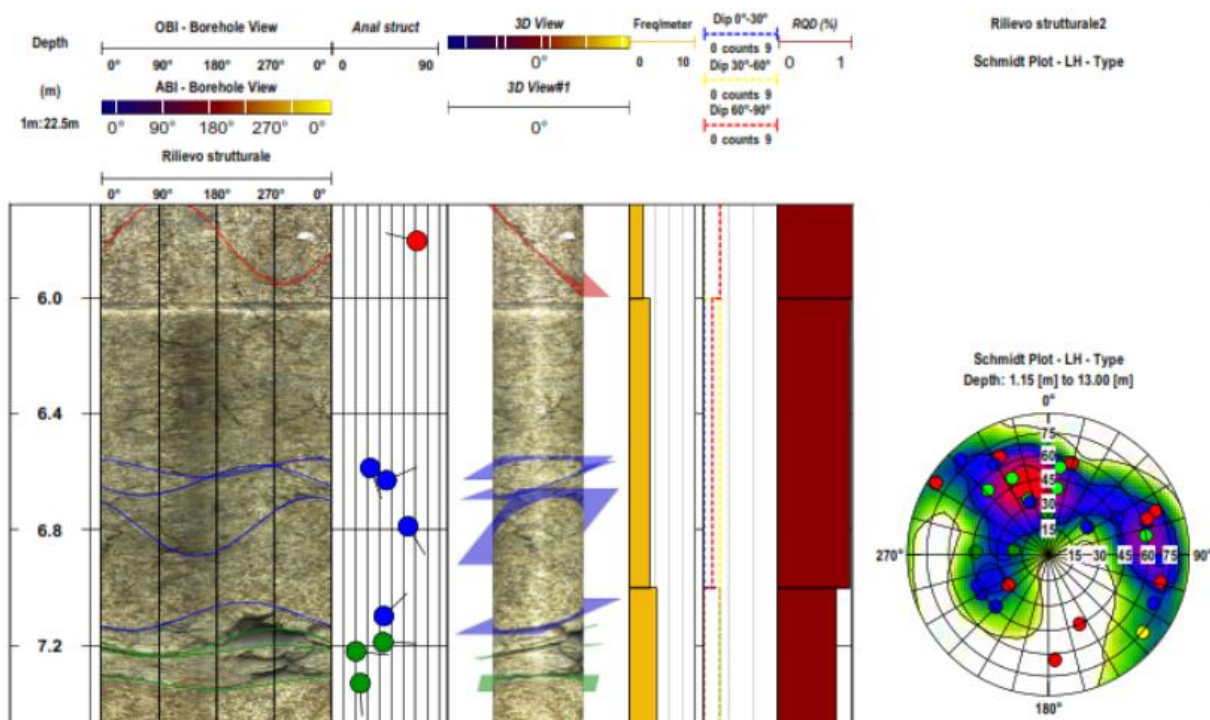 Depth
(m)
1m:22.5m
OBI - Borehole View
0° 90° 180° 270° 0°
ABI - Borehole View
0° 90° 180° 270° 0°
Rilievo strutturale
0° 90° 180° 270° 0°
Anal struct
0 90
3D View
0°
3D View#1
0°
Freq/meter
0 10
Dip 0°-30°
0 counts 9
Dip 30°-60°
0 counts 9
Dip 60°-90°
0 counts 9
RQD (%)
0 1
Rilievo strutturale2
Schmidt Plot - LH - Type
6.0
6.4
6.8
7.2
Schmidt Plot - LH - Type
Depth: 1.15 [m] to 13.00 [m]
0°
75
60
45
30
15
270° 15 30 45 60 75 90°
180°